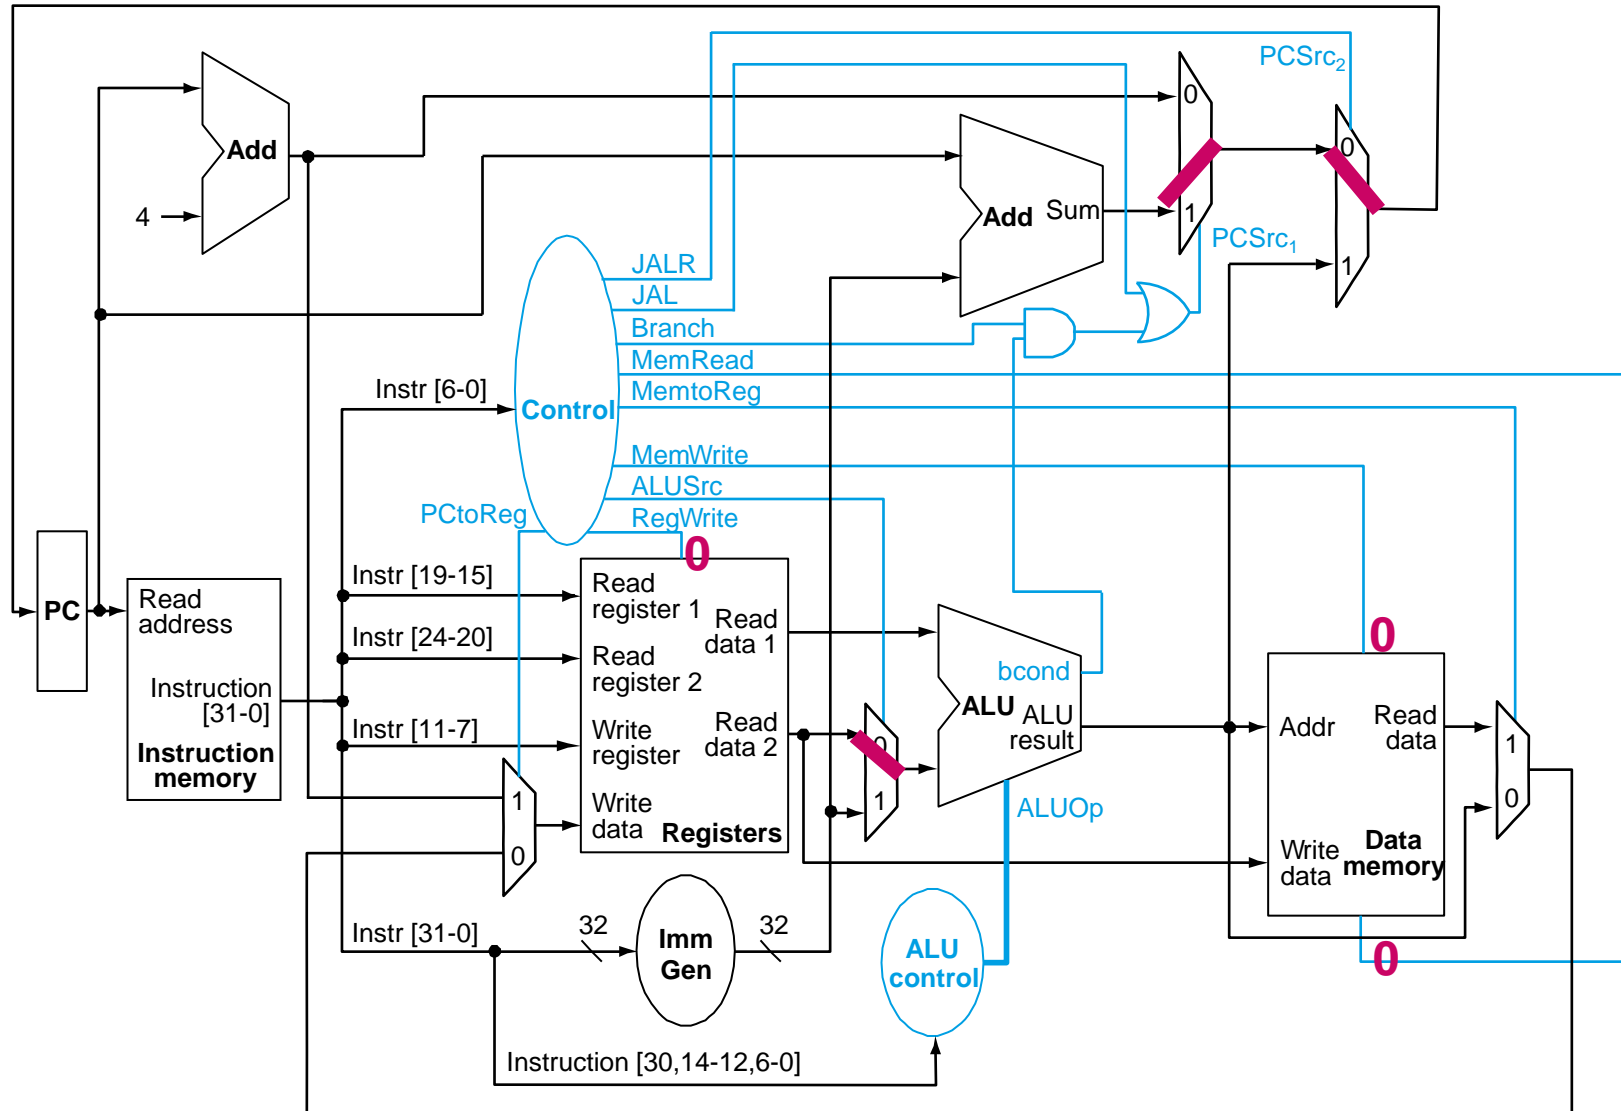 PCSrc₂
0
0
Add
4
Add
Sum
1
PCSrc₁
1
JALR
JAL
Branch
MemRead
MemtoReg
Instr [6-0]
Control
MemWrite
ALUSrc
PCtoReg
RegWrite
0
PC
Read
address
Instruction
[31-0]
Instruction
memory
Instr [19-15]
Instr [24-20]
Instr [11-7]
Read
register 1
Read
register 2
Write
register
Write
data
Read
data 1
Read
data 2
Registers
1
0
0
1
bcond
ALU
ALU
result
ALUOp
0
Addr
Read
data
Write
data
Data
memory
0
1
0
Instr [31-0]
32
Imm
Gen
32
ALU
control
Instruction [30,14-12,6-0]